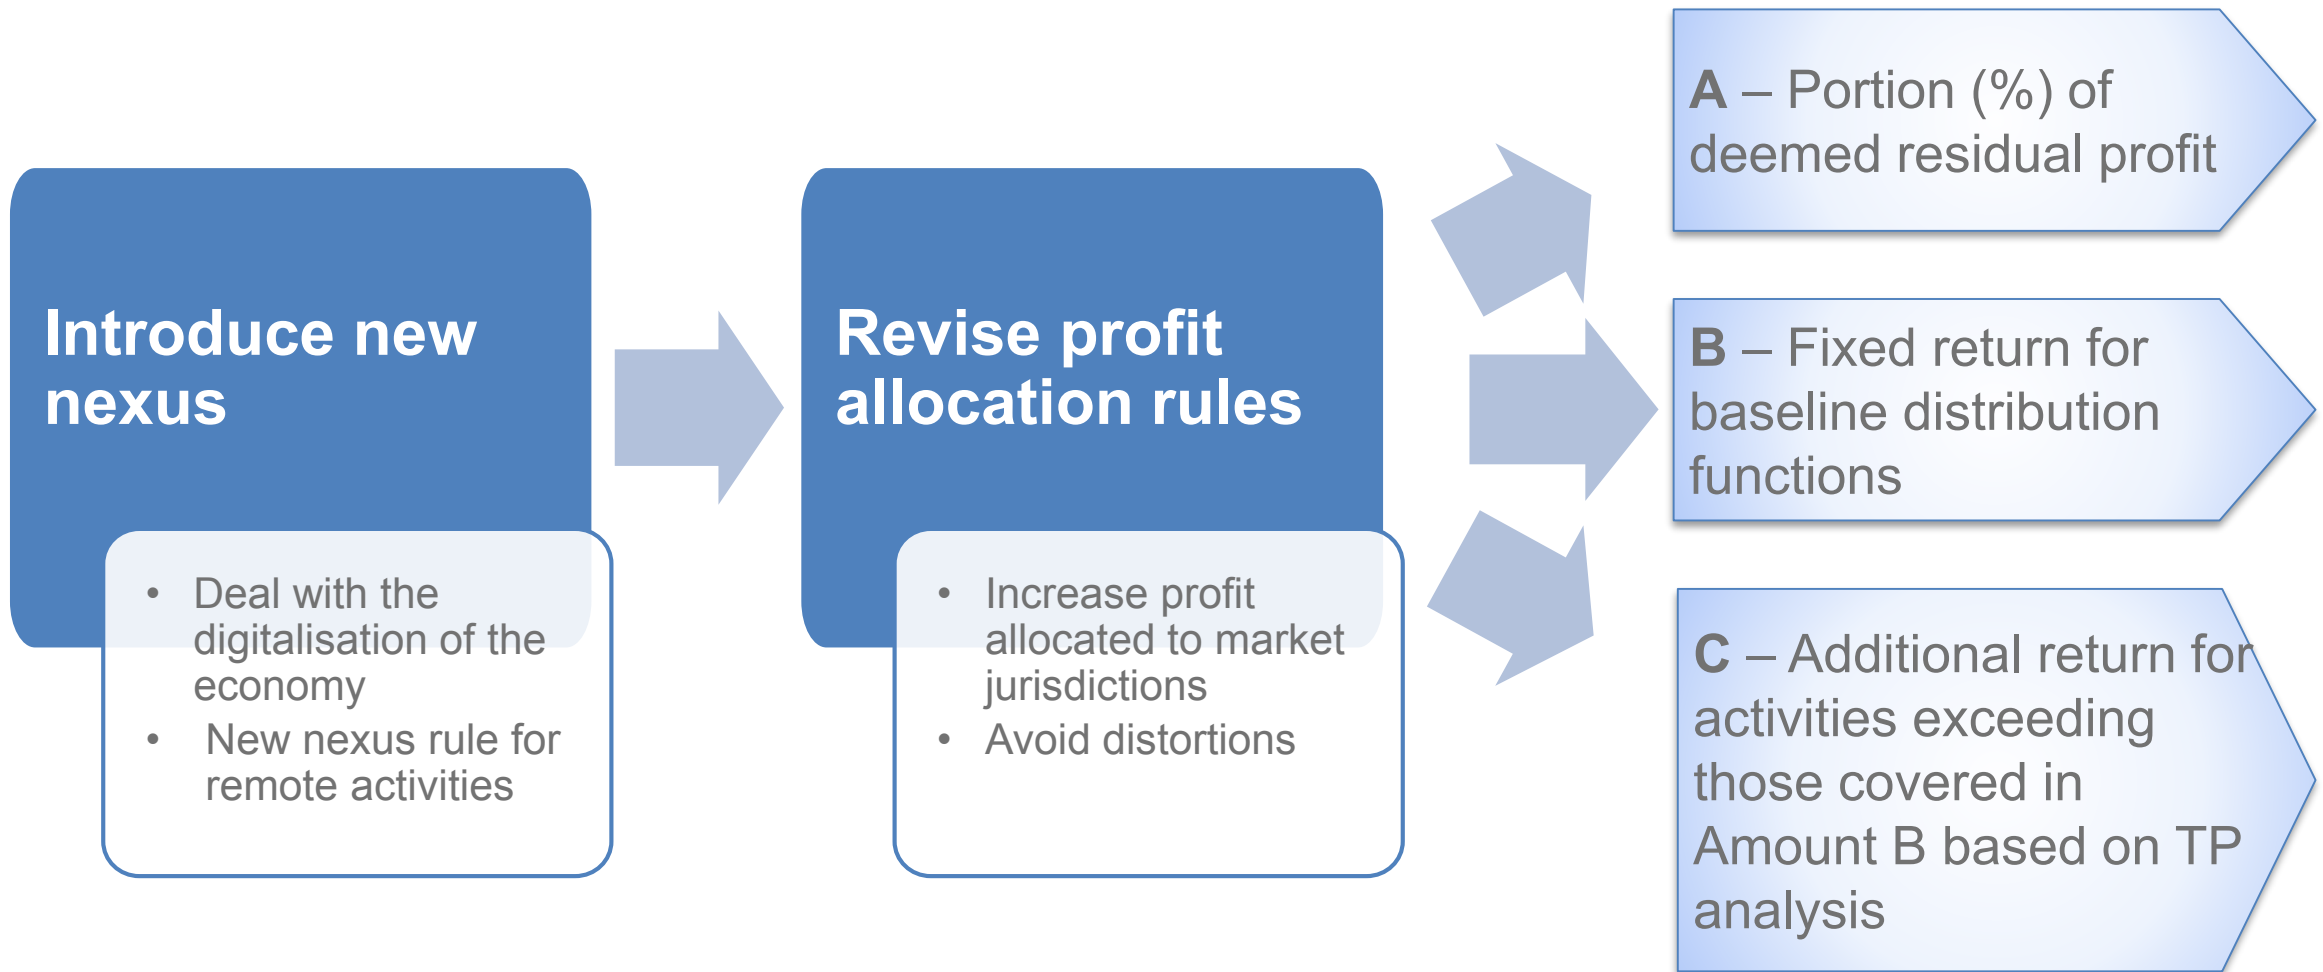 Introduce new
nexus
• Deal with the
digitalisation of the
economy
• New nexus rule for
remote activities
Revise profit
allocation rules
• Increase profit
allocated to market
jurisdictions
• Avoid distortions
A – Portion (%) of
deemed residual profit
B – Fixed return for
baseline distribution
functions
C – Additional return for
activities exceeding
those covered in
Amount B based on TP
analysis